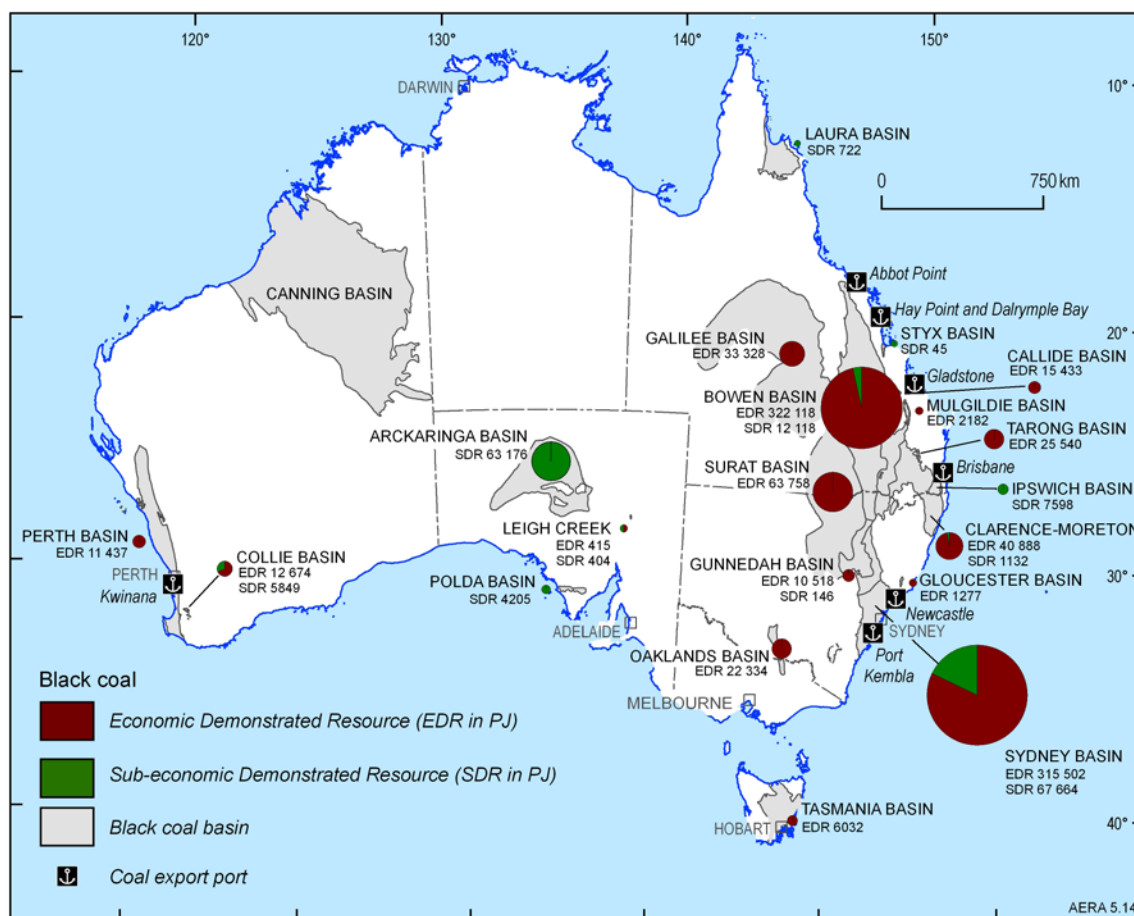 120°
130°
140°
150°
10°
DARWIN
LAURA BASIN
SDR 722
0
750 km
CANNING BASIN
Abbot Point
Hay Point and Dalrymple Bay
20°
STYX BASIN
SDR 45
GALILEE BASIN
EDR 33 328
CALLIDE BASIN
EDR 15 433
Gladstone
BOWEN BASIN
EDR 322 118
SDR 12 118
MULGILDIE BASIN
EDR 2182
TARONG BASIN
EDR 25 540
ARCKARINGA BASIN
SDR 63 176
SURAT BASIN
EDR 63 758
Brisbane
IPSWICH BASIN
SDR 7598
LEIGH CREEK
EDR 415
SDR 404
CLARENCE-MORETON
EDR 40 888
SDR 1132
PERTH BASIN
EDR 11 437
COLLIE BASIN
EDR 12 674
SDR 5849
PERTH
Kwinana
POLDA BASIN
SDR 4205
GUNNEDAH BASIN
EDR 10 518
SDR 146
30°
GLOUCESTER BASIN
EDR 1277
Newcastle
ADELAIDE
SYDNEY
OAKLANDS BASIN
EDR 22 334
Port
Kembla
MELBOURNE
SYDNEY BASIN
EDR 315 502
SDR 67 664
Black coal
Economic Demonstrated Resource (EDR in PJ)
Sub-economic Demonstrated Resource (SDR in PJ)
Black coal basin
Coal export port
TASMANIA BASIN
EDR 6032
HOBART
40°
AERA 5.14